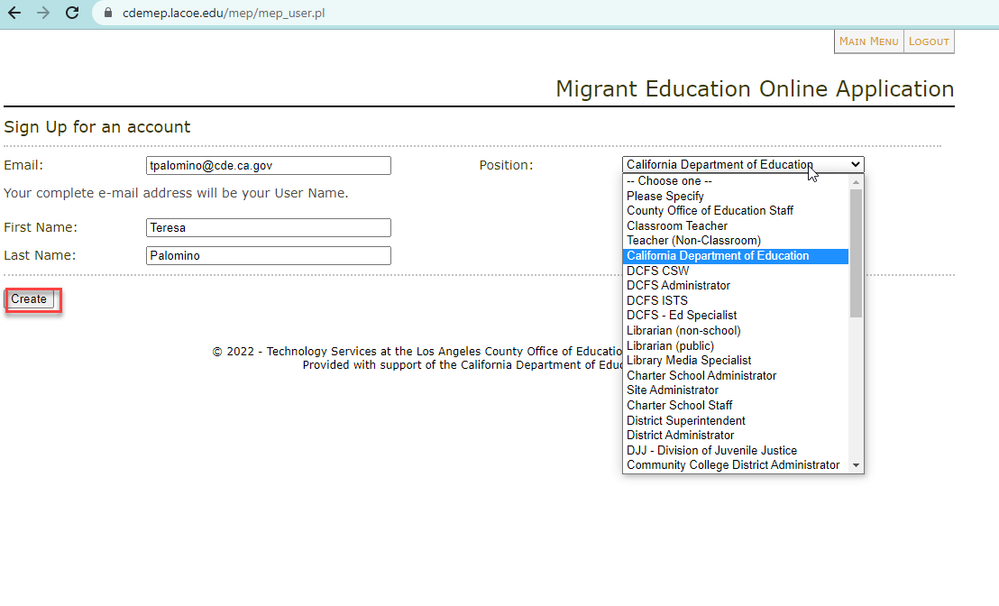 cdemep.lacoe.edu/mep/mep_user.pl
MAIN MENU LOGOUT
Migrant Education Online Application
Sign Up for an account
Email: tpalomino@cde.ca.gov Position: California Department of Education
Your complete e-mail address will be your User Name.
First Name: Teresa
Last Name: Palomino
Create
-- Choose one --
Please Specify
County Office of Education Staff
Classroom Teacher
Teacher (Non-Classroom)
California Department of Education
DCFS CSW
DCFS Administrator
DCFS ISTS
DCFS - Ed Specialist
Librarian (non-school)
Librarian (public)
Library Media Specialist
Charter School Administrator
Site Administrator
Charter School Staff
District Superintendent
District Administrator
DJJ - Division of Juvenile Justice
Community College District Administrator
© 2022 - Technology Services at the Los Angeles County Office of
Provided with support of the California Department of